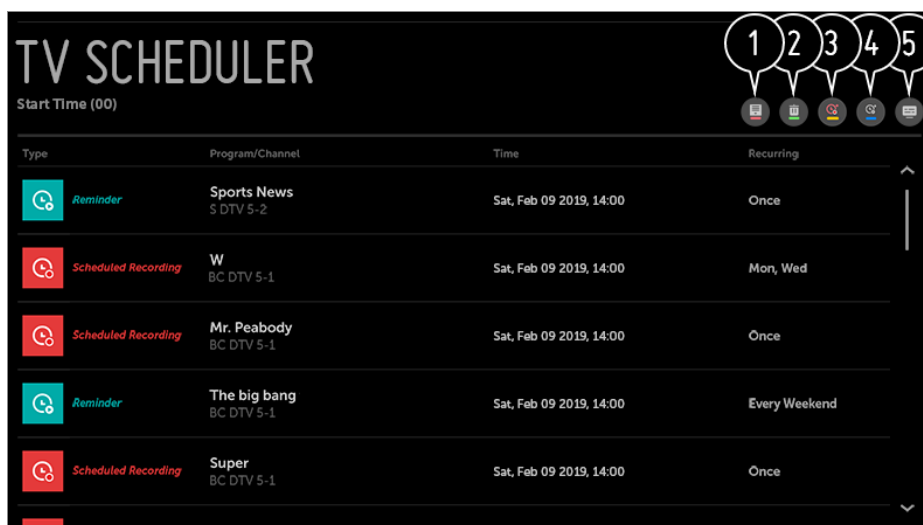 1 2 3 4 5
TV SCHEDULER
Start Time (00)
Type Program/Channel Time Recurring
Reminder Sports News Sat, Feb 09 2019, 14:00 Once
S DTV 5-2
Scheduled Recording W Sat, Feb 09 2019, 14:00 Mon, Wed
BC DTV 5-1
Scheduled Recording Mr. Peabody Sat, Feb 09 2019, 14:00 Once
BC DTV 5-1
Reminder The big bang Sat, Feb 09 2019, 14:00 Every Weekend
BC DTV 5-1
Scheduled Recording Super Sat, Feb 09 2019, 14:00 Once
BC DTV 5-1